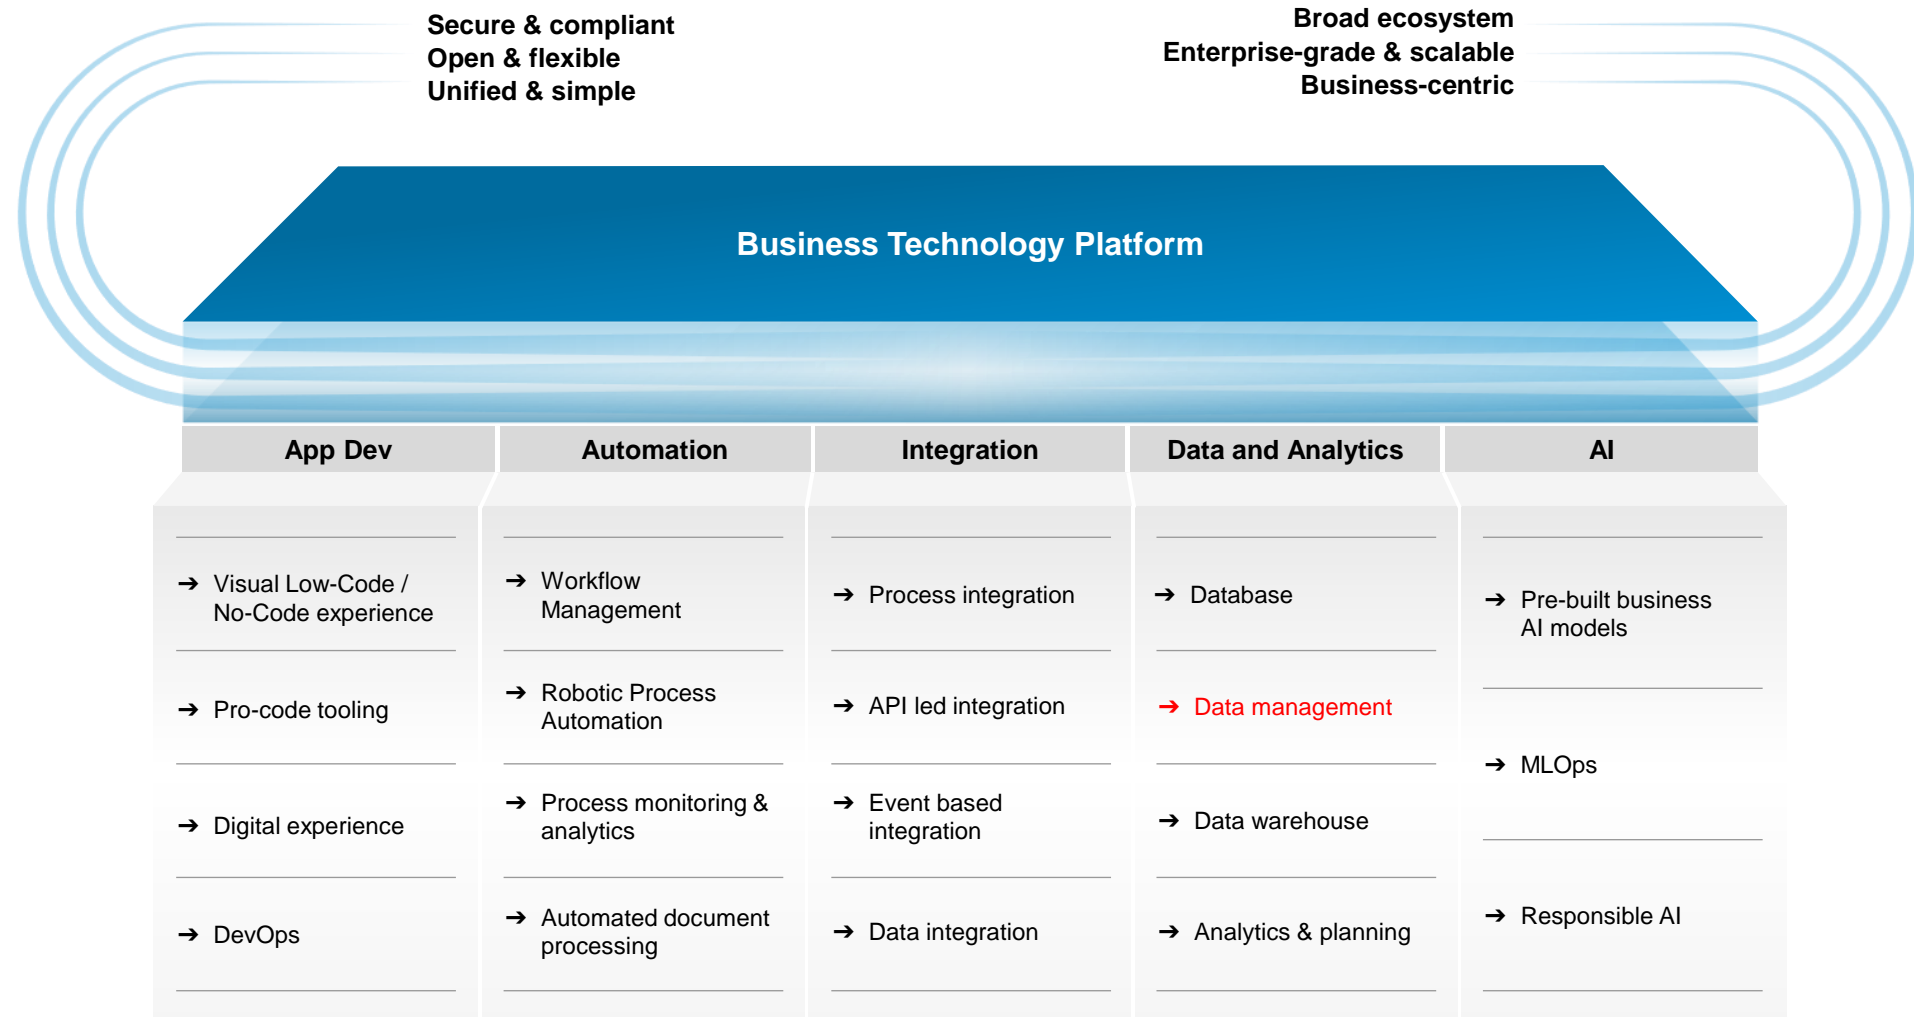 Secure & compliant
Open & flexible
Unified & simple
Broad ecosystem
Enterprise-grade & scalable
Business-centric
Business Technology Platform
App Dev
Automation
Integration
Data and Analytics
AI
➔ Visual Low-Code /
No-Code experience
➔ Pro-code tooling
➔ Digital experience
➔ DevOps
➔ Workflow
Management
➔ Robotic Process
Automation
➔ Process monitoring &
analytics
➔ Automated document
processing
➔ Process integration
➔ API led integration
➔ Event based
integration
➔ Data integration
➔ Database
➔ Data management
➔ Data warehouse
➔ Analytics & planning
➔ Pre-built business
AI models
➔ MLOps
➔ Responsible AI